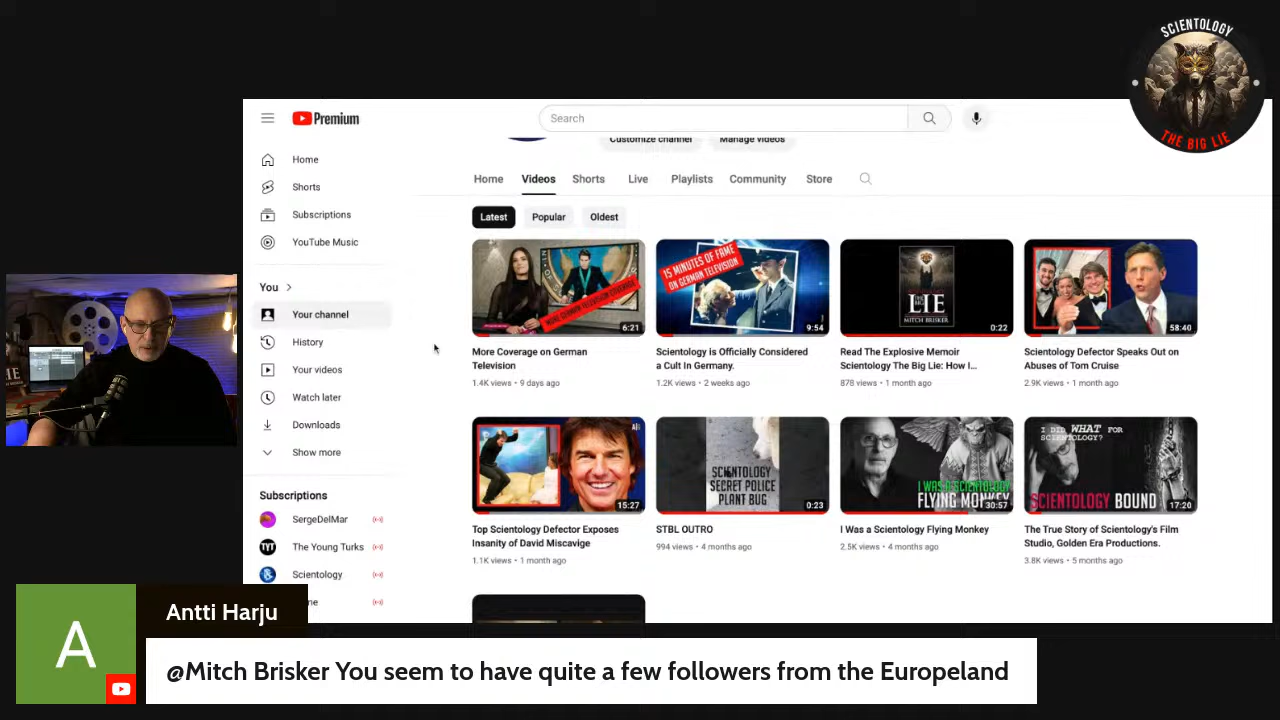 SCIENTOLOGY
THE BIG LIE
Premium
Search
Customize channel
Manage videos
Home
Shorts
Subscriptions
YouTube Music
You
Your channel
History
Your videos
Watch later
Downloads
Show more
Subscriptions
SergeDelMar
The Young Turks
Scientology
ne
Home Videos Shorts Live Playlists Community Store
Latest Popular Oldest
MORE GERMAN TELEVISION COVERAGE
6:21
More Coverage on German
Television
1.4K views • 9 days ago
15 MINUTES OF FAME
ON GERMAN TELEVISION
9:54
Scientology is Officially Considered
a Cult In Germany.
1.2K views • 2 weeks ago
LIE
MITCH BRISKER
0:22
Read The Explosive Memoir
Scientology The Big Lie: How I...
878 views • 1 month ago
58:40
Scientology Defector Speaks Out on
Abuses of Tom Cruise
2.9K views • 1 month ago
15:27
Top Scientology Defector Exposes
Insanity of David Miscavige
1.1K views • 1 month ago
SCIENTOLOGY
SECRET POLICE
PLANT BUG
0:23
STBL OUTRO
994 views • 4 months ago
I WAS A SCIENTOLOGY
FLYING MONKEY
30:57
I Was a Scientology Flying Monkey
2.5K views • 4 months ago
I DID WHAT FOR
SCIENTOLOGY?
SCIENTOLOGY BOUND
17:20
The True Story of Scientology's Film
Studio, Golden Era Productions.
3.8K views • 5 months ago
A
Antti Harju
@Mitch Brisker You seem to have quite a few followers from the Europeland